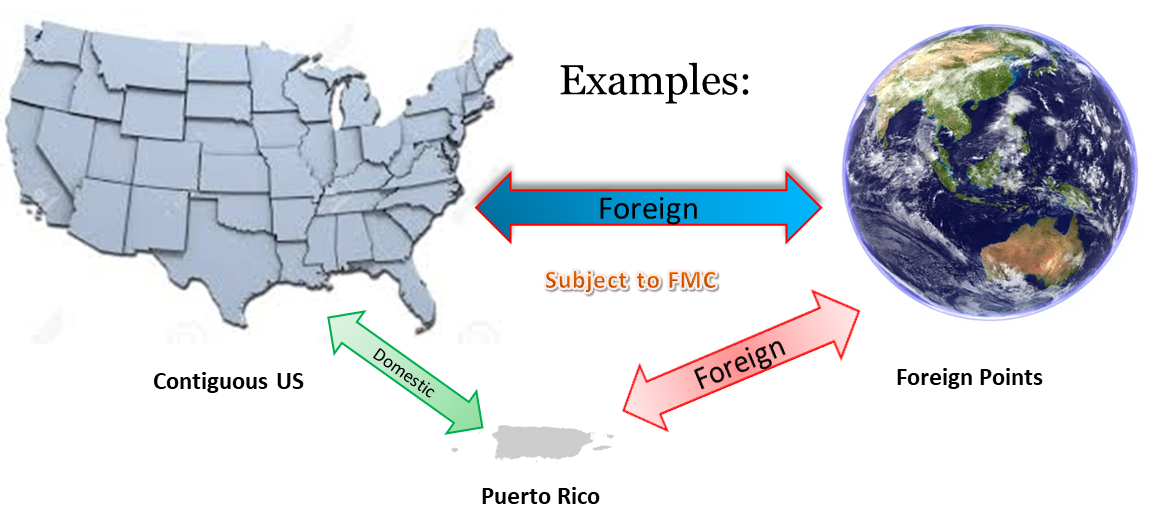 Examples:
Foreign
Subject to FMC
Domestic
Foreign
Contiguous US
Foreign Points
Puerto Rico